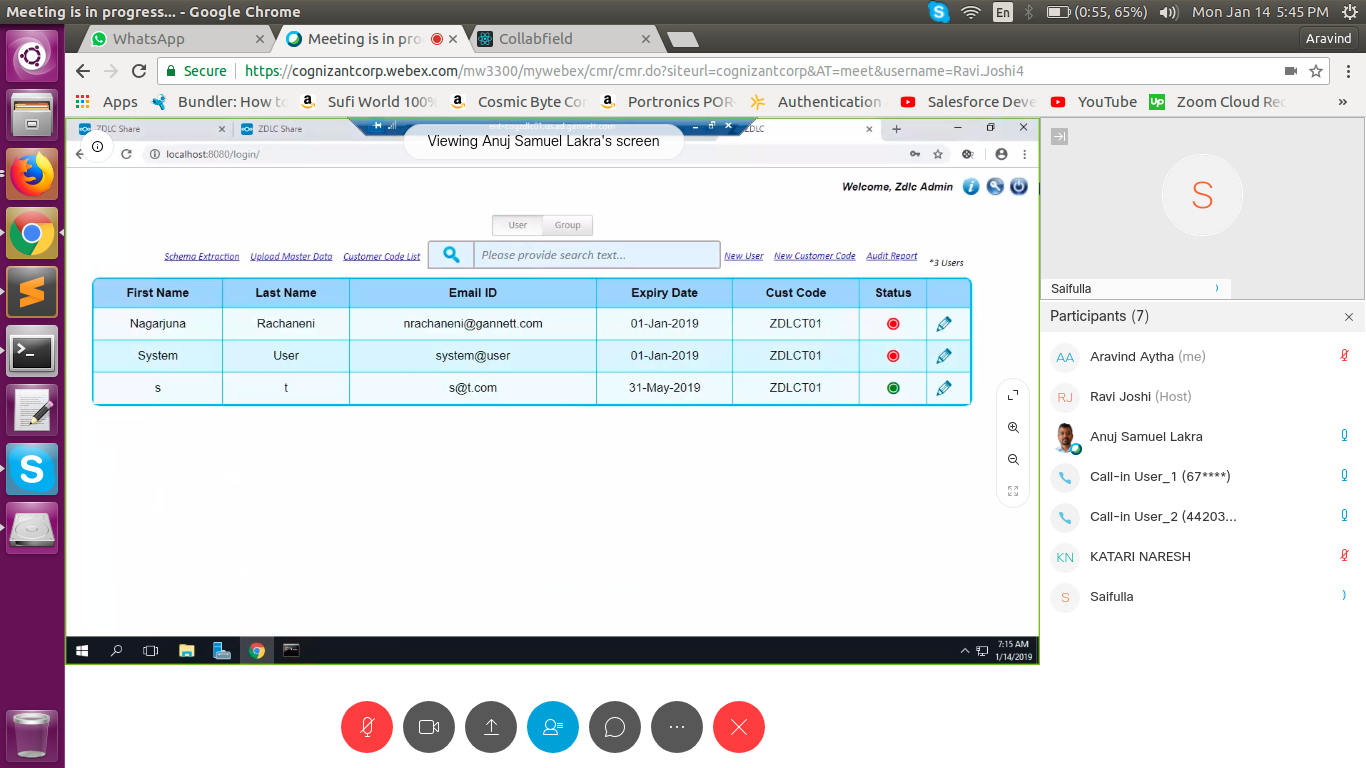 Meeting is in progress... - Google Chrome
En
(0:55, 65%)
Mon Jan 14 5:45 PM
WhatsApp
Meeting is in pro
Collabfield
Aravind
Secure
https://cognizantcorp.webex.com/mw3300/mywebex/cmr/cmr.do?siteurl=cognizantcorp&AT=meet&username=Ravi.Joshi4
Apps
Bundler: How to
Sufi World 100%
Cosmic Byte Co
Portronics POR-
Authentication
Salesforce Deve
YouTube
Up
Zoom Cloud Rec
ZDLC Share
ZDLC Share
ZDLC
Viewing Anuj Samuel Lakra's screen
localhost:8080/login/
Welcome, Zdlc Admin
User
Group
Schema Extraction
Upload Master Data
Customer Code List
Please provide search text...
New User
New Customer Code
Audit Report
*3 Users
First Name Last Name Email ID Expiry Date Cust Code Status
Nagarjuna Rachaneni nrachaneni@gannett.com 01-Jan-2019 ZDLCT01
System User system@user 01-Jan-2019 ZDLCT01
s t s@t.com 31-May-2019 ZDLCT01
7:15 AM
1/14/2019
S
Saifulla
Participants (7)
AA Aravind Aytha (me)
RJ Ravi Joshi (Host)
Anuj Samuel Lakra
Call-in User_1 (67****)
Call-in User_2 (44203...
KN KATARI NARESH
S Saifulla